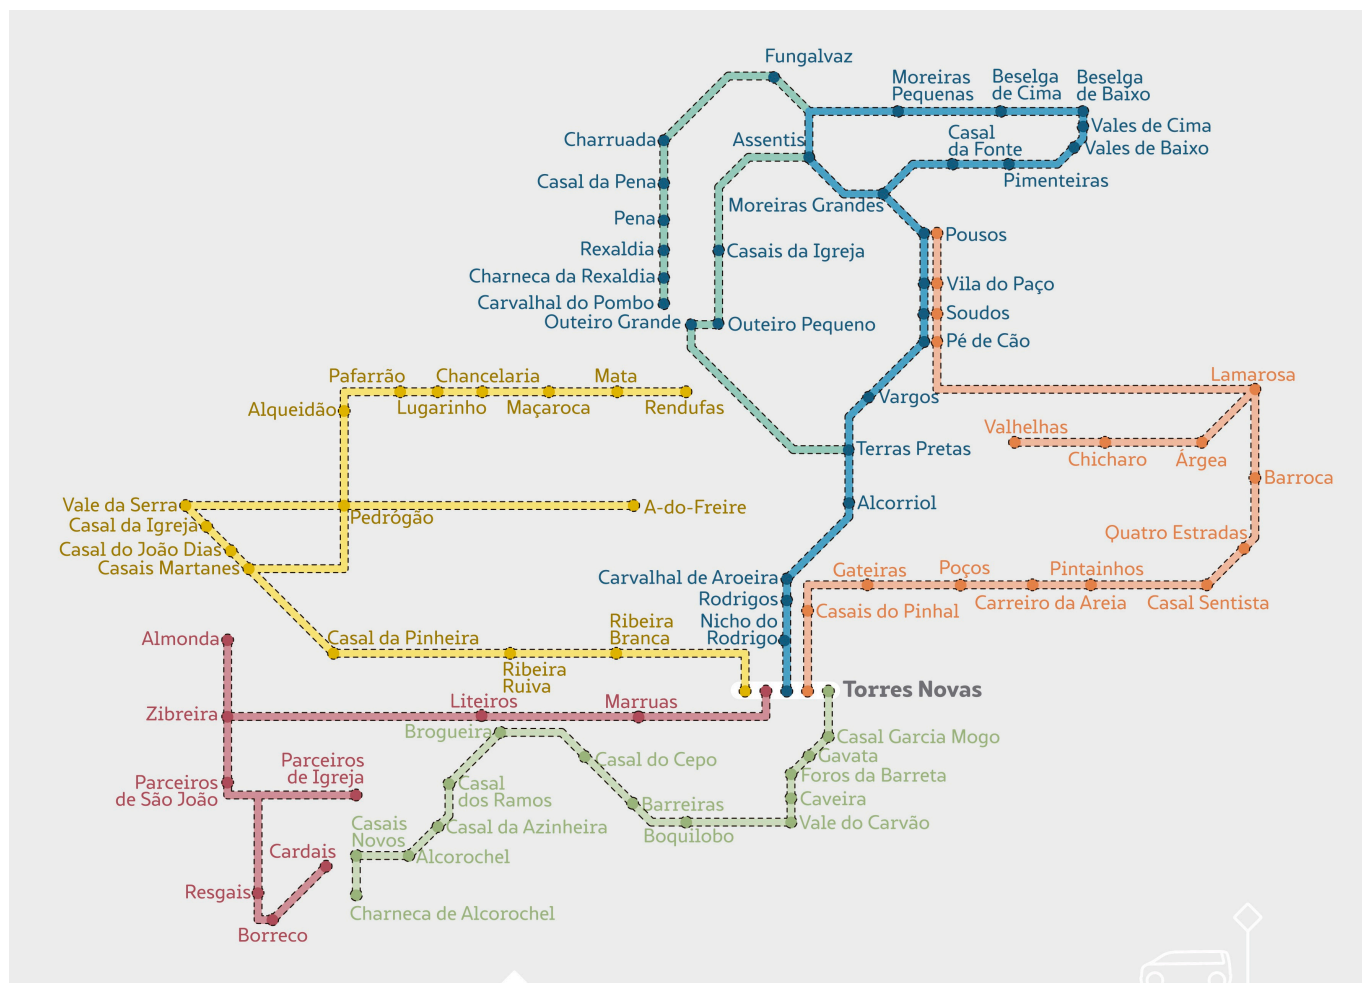 Fungalvaz
Moreiras
Pequenas
Beselga
de Cima
Beselga
de Baixo
Charruada
Assentis
Casal
da Fonte
Vales de Cima
Vales de Baixo
Casal da Pena
Pimenteiras
Pena
Moreiras Grandes
Pousos
Rexaldia
Casais da Igreja
Charneca da Rexaldia
Vila do Paço
Carvalhal do Pombo
Soudos
Outeiro Grande
Outeiro Pequeno
Pé de Cão
Pafarrão
Chancelaria
Mata
Lamarosa
Alqueidão
Lugarinho
Maçaroca
Rendufas
Vargos
Valhelhas
Terras Pretas
Chicharo
Árgea
Barroca
Vale da Serra
A-do-Freire
Alcorriol
Casal da Igreja
Pedrógão
Quatro Estradas
Casal do João Dias
Casais Martanes
Carvalhal de Aroeira
Gateiras
Poços
Pintainhos
Rodrigos
Casais do Pinhal
Carreiro da Areia
Casal Sentista
Nicho do
Rodrigo
Ribeira
Branca
Almonda
Casal da Pinheira
Ribeira
Ruiva
Torres Novas
Zibreira
Liteiros
Marruas
Brogueira
Casal Garcia Mogo
Parceiros
de Igreja
Casal do Cepo
Gavata
Parceiros
de São João
Casal
dos Ramos
Foros da Barreta
Barreiras
Caveira
Casais
Novos
Casal da Azinheira
Boquilobo
Vale do Carvão
Cardais
Alcorochel
Resgais
Charneca de Alcorochel
Borreco